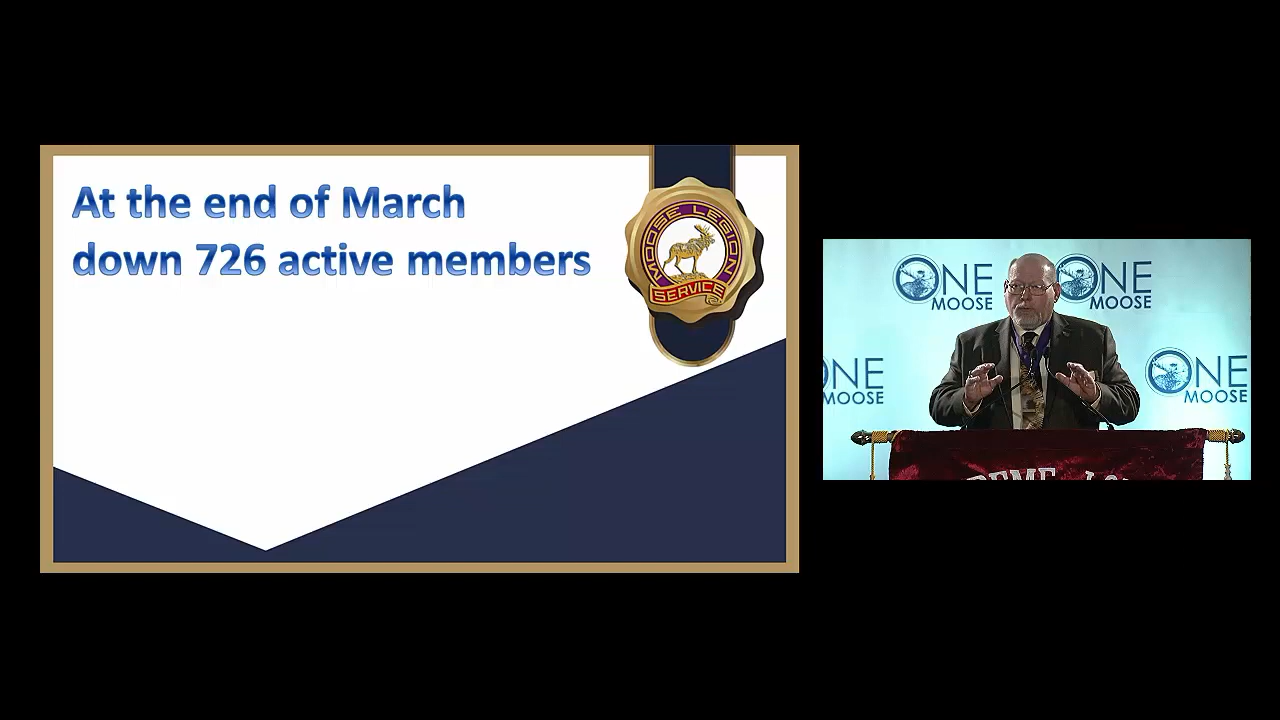 At the end of March
down 726 active members
MOOSE LEGION
SERVICE
ONE
MOOSE
ONE
MOOSE
NE
MOOSE
ONE
MOOSE